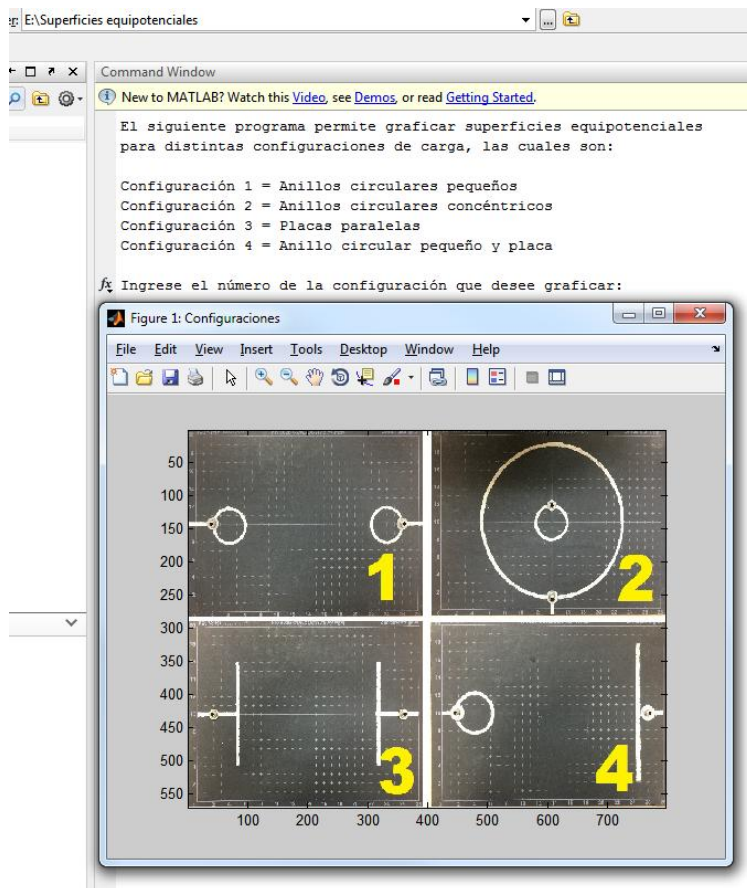 er: E:\Superficies equipotenciales
Command Window
New to MATLAB? Watch this Video, see Demos, or read Getting Started.
El siguiente programa permite graficar superficies equipotenciales
para distintas configuraciones de carga, las cuales son:
Configuración 1 = Anillos circulares pequeños
Configuración 2 = Anillos circulares concéntricos
Configuración 3 = Placas paralelas
Configuración 4 = Anillo circular pequeño y placa
fx Ingrese el número de la configuración que desee graficar:
Figure 1: Configuraciones
File Edit View Insert Tools Desktop Window Help
50
100
150
200
250
300
350
400
450
500
550
1
2
3
4
100 200 300 400 500 600 700